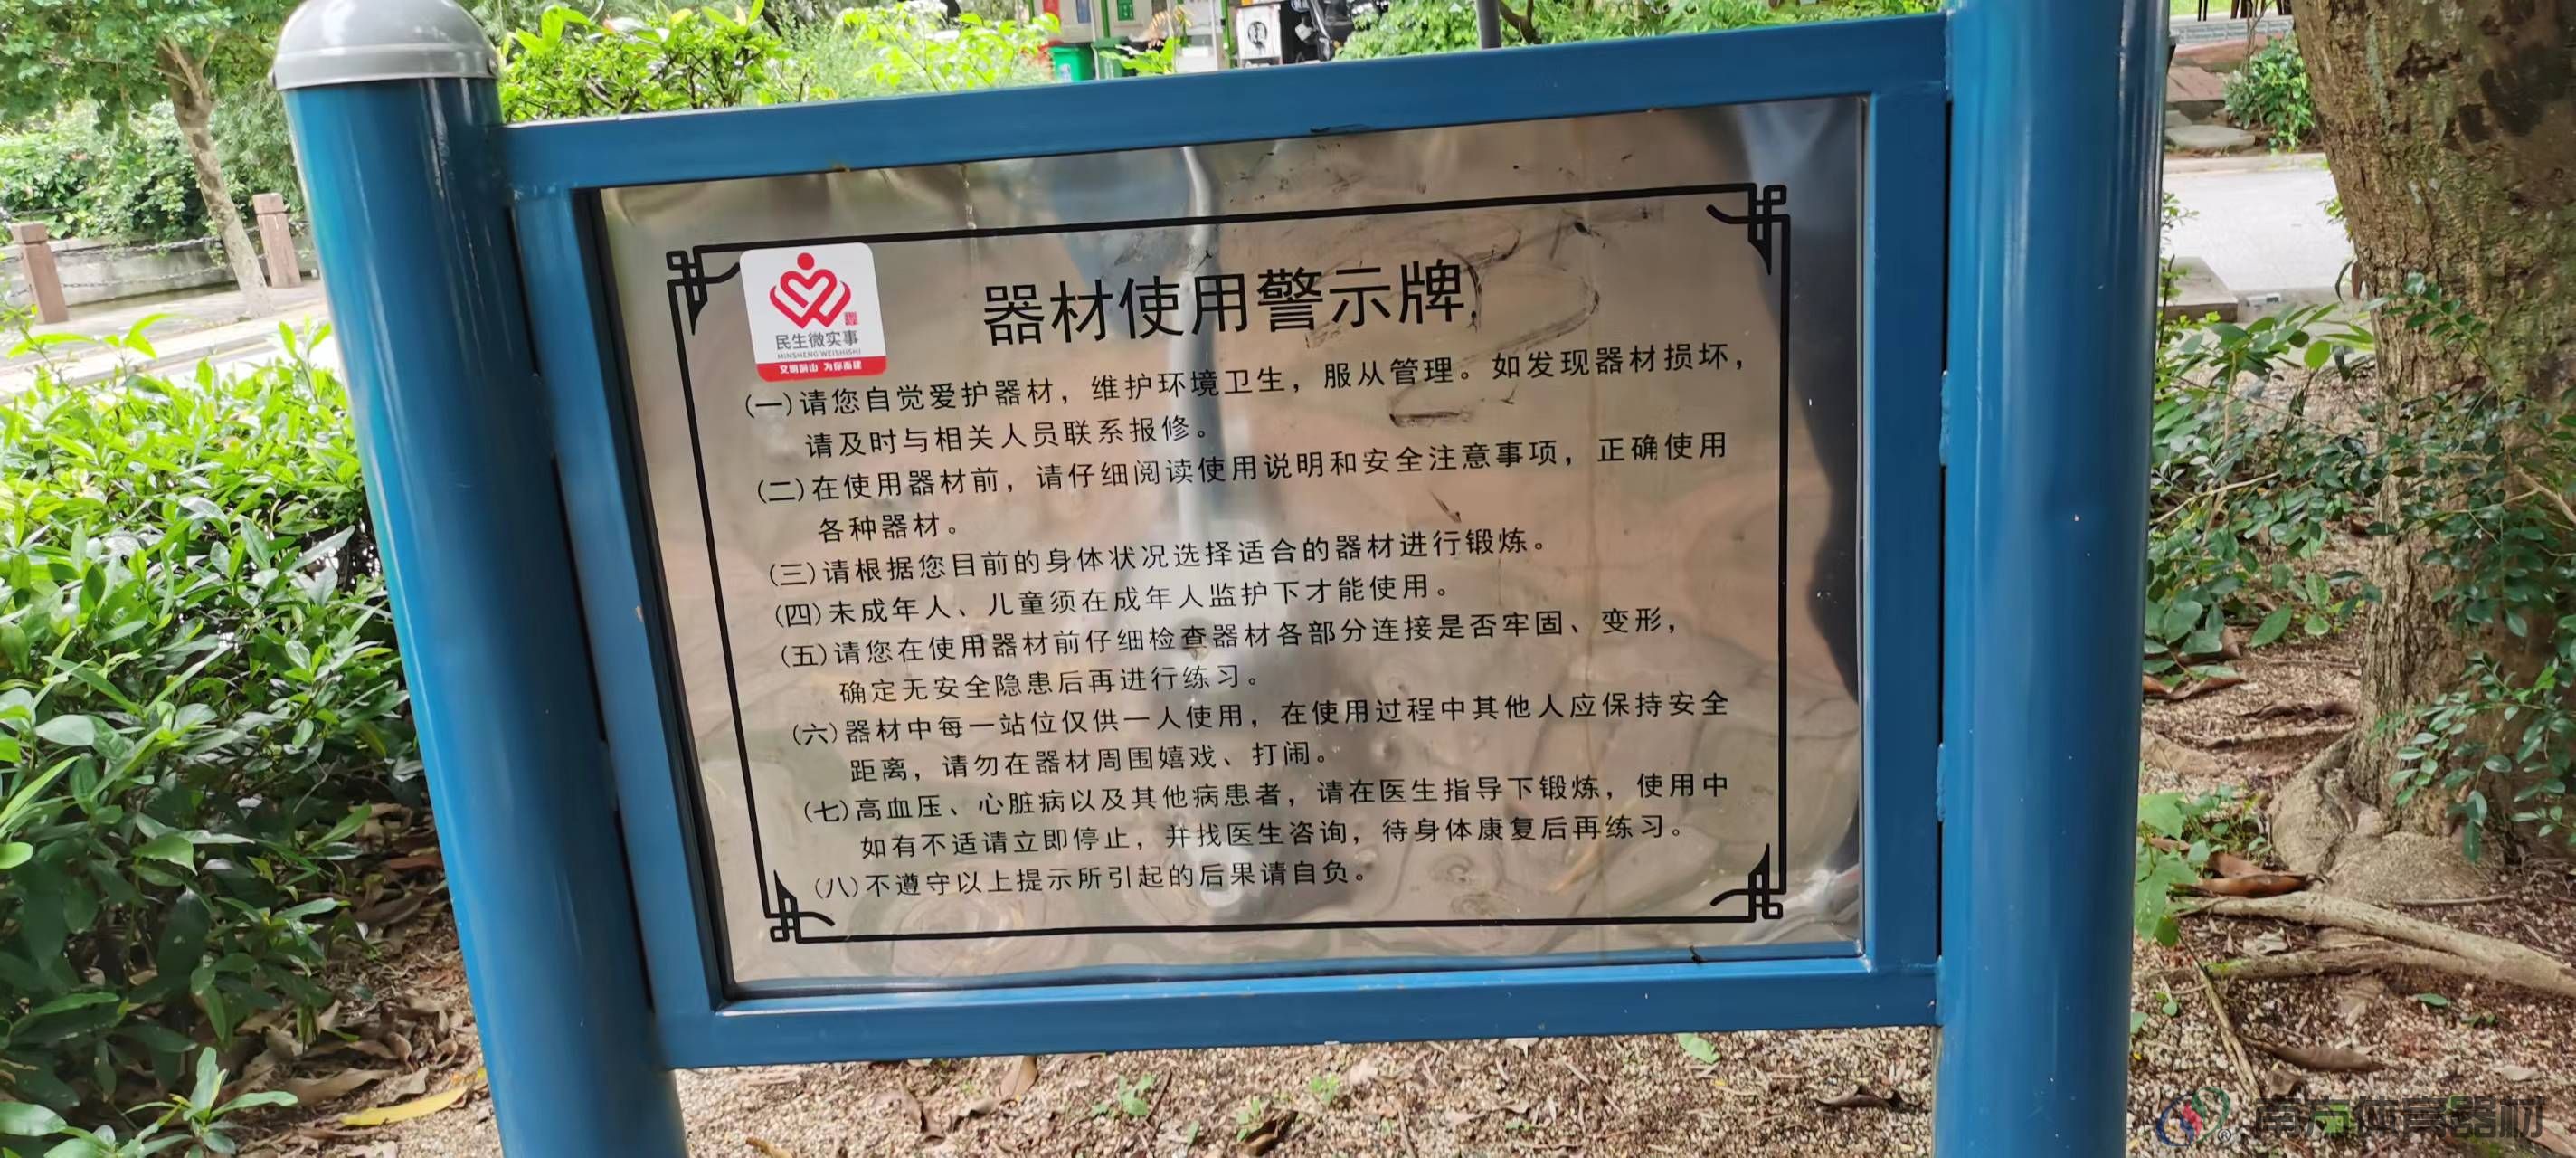 器材使用警示牌
民生微实事
MINSHENG WEISHISHI
文明南山 为你而建
(一)请您自觉爱护器材，维护环境卫生，服从管理。如发现器材损坏，
请及时与相关人员联系报修。
(二)在使用器材前，请仔细阅读使用说明和安全注意事项，正确使用
各种器材。
(三)请根据您目前的身体状况选择适合的器材进行锻炼。
(四)未成年人、儿童须在成年人监护下才能使用。
(五)请您在使用器材前仔细检查器材各部分连接是否牢固、变形，
确定无安全隐患后再进行练习。
(六)器材中每一站位仅供一人使用，在使用过程中其他人应保持安全
距离，请勿在器材周围嬉戏、打闹。
(七)高血压、心脏病以及其他病患者，请在医生指导下锻炼，使用中
如有不适请立即停止，并找医生咨询，待身体康复后再练习。
(八)不遵守以上提示所引起的后果请自负。
南方体育器材